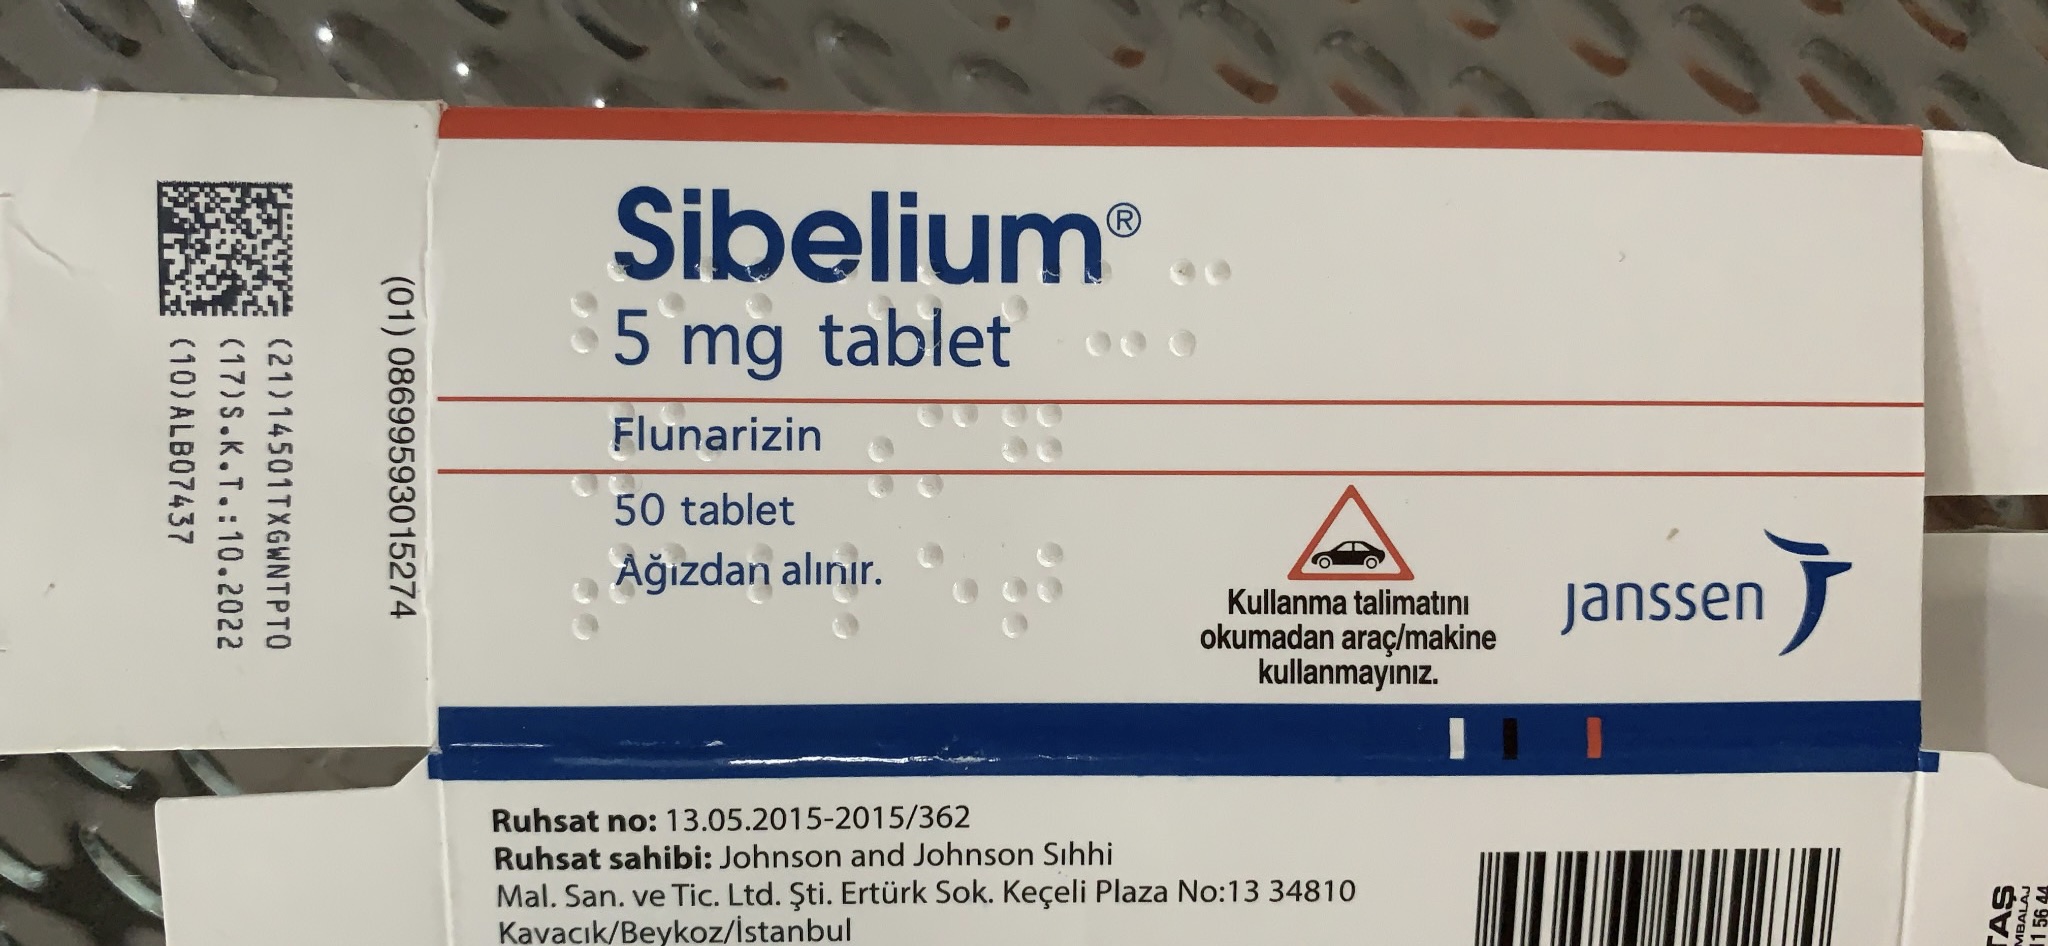 (01) 08699593015274
(21)14501TXGWNTPTO
(17)S.K.T.:10.2022
(10)ALB07437
Sibelium®
5 mg tablet
Flunarizin
50 tablet
Ağızdan alınır.
Kullanma talimatını
okumadan araç/makine
kullanmayınız.
Janssen
Ruhsat no: 13.05.2015-2015/362
Ruhsat sahibi: Johnson and Johnson Sıhhi
Mal. San. ve Tic. Ltd. Şti. Ertürk Sok. Keçeli Plaza No:13 34810
Kavacık/Beykoz/İstanbul